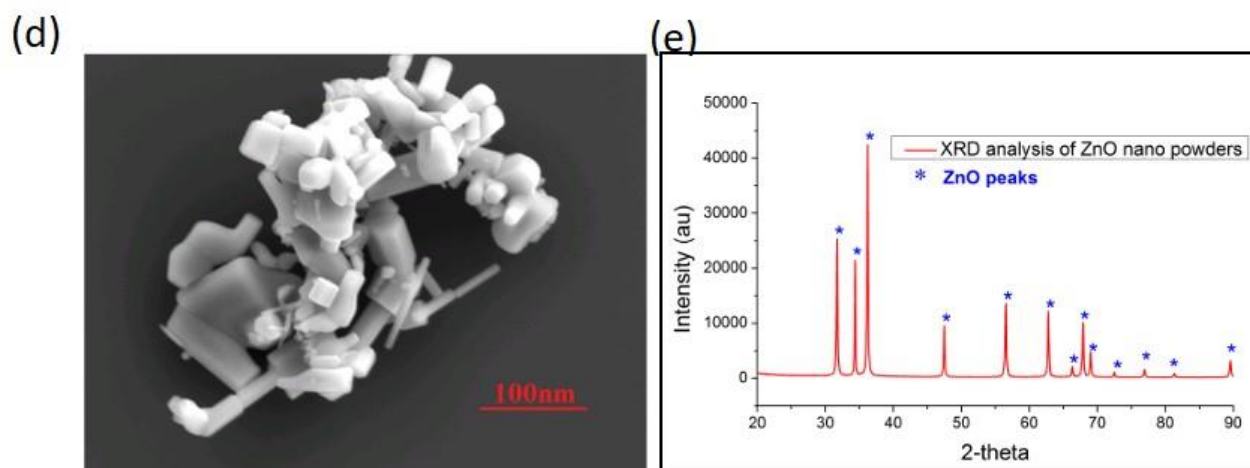 (d)
(e)
100nm
50000
40000
30000
20000
10000
0
Intensity (au)
XRD analysis of ZnO nano powders
* ZnO peaks
* * * * * * * * * * * * *
20 30 40 50 60 70 80 90
2-theta